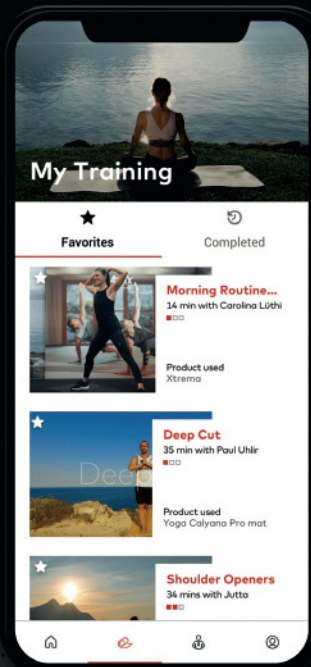 My Training
Favorites
Completed
Morning Routine...
14 min with Carolina Lüthi
Product used
Xtrema
Deep
Deep Cut
35 min with Paul Uhlir
Product used
Yoga Calyana Pro mat
Shoulder Openers
34 mins with Jutta